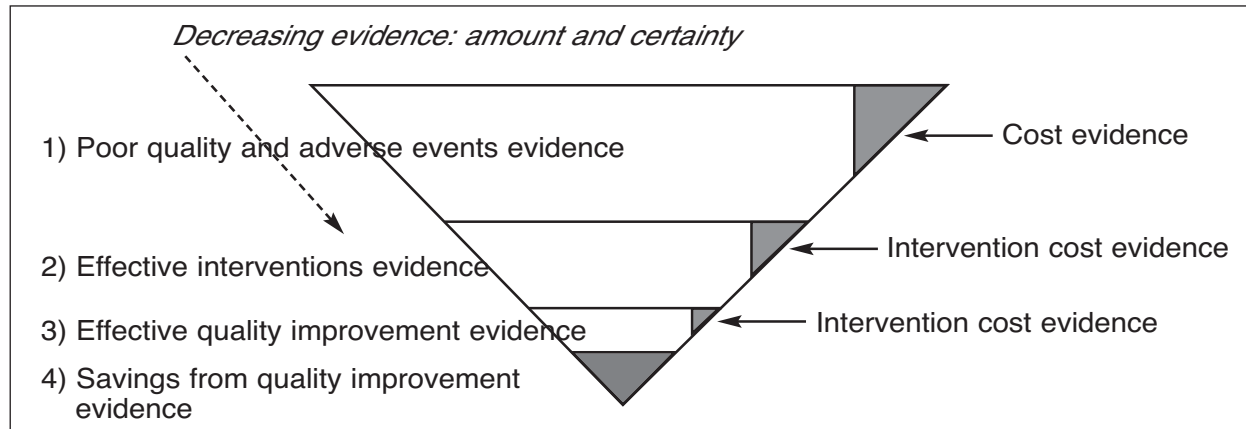 Decreasing evidence: amount and certainty
1) Poor quality and adverse events evidence
Cost evidence
2) Effective interventions evidence
Intervention cost evidence
3) Effective quality improvement evidence
Intervention cost evidence
4) Savings from quality improvement
evidence